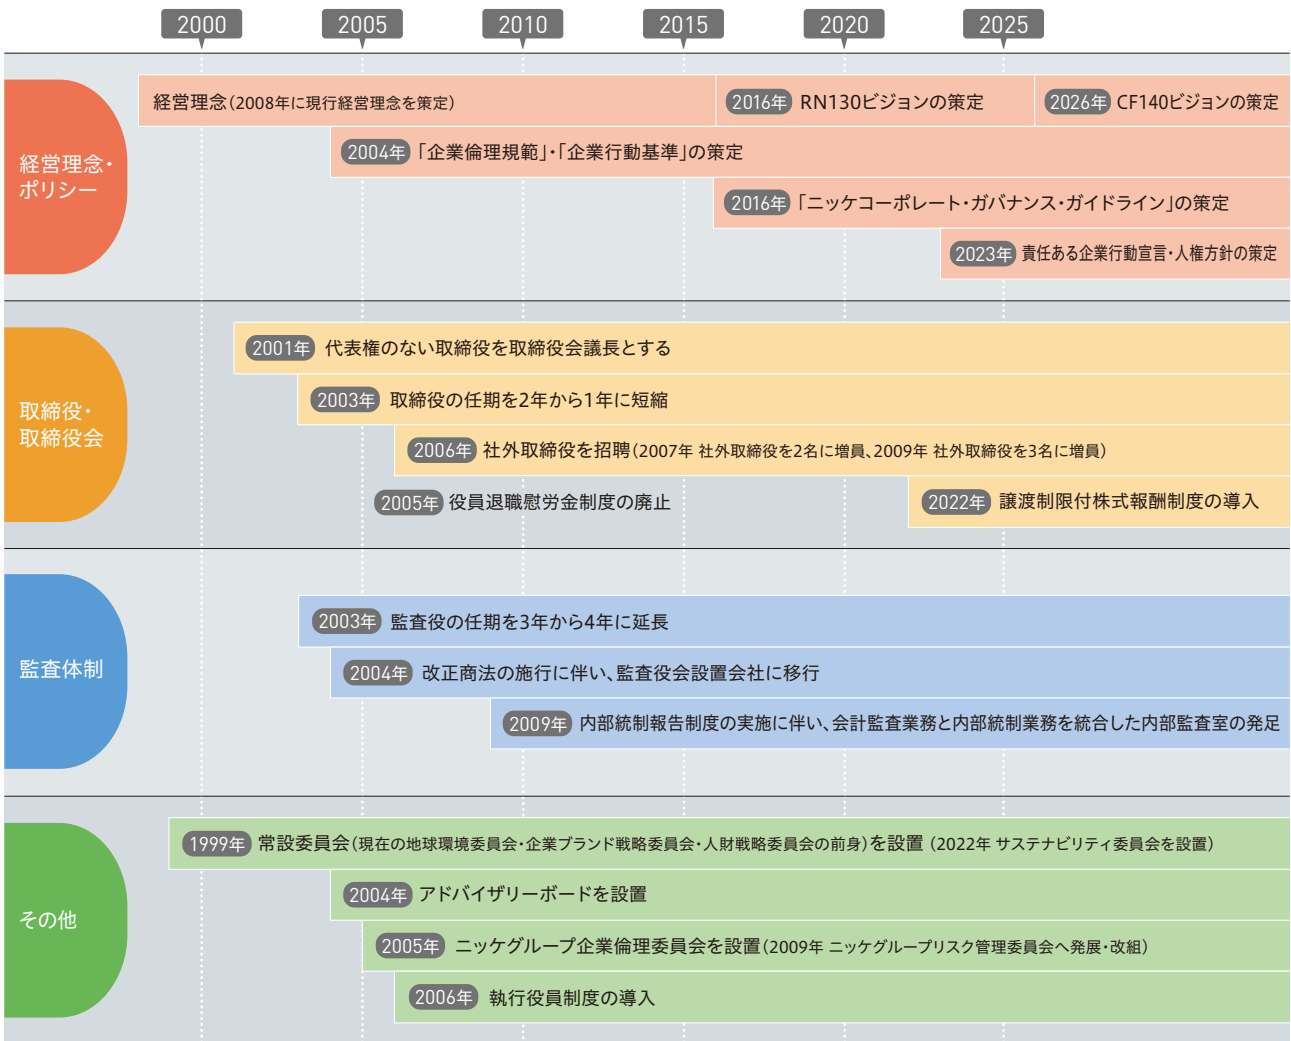 2000 2005 2010 2015 2020 2025
経営理念・
ポリシー
経営理念(2008年に現行経営理念を策定) 2016年 RN130ビジョンの策定 2026年 CF140ビジョンの策定
2004年 「企業倫理規範」・「企業行動基準」の策定
2016年 「ニッケコーポレート・ガバナンス・ガイドライン」の策定
2023年 責任ある企業行動宣言・人権方針の策定
取締役・
取締役会
2001年 代表権のない取締役を取締役会議長とする
2003年 取締役の任期を2年から1年に短縮
2006年 社外取締役を招聘(2007年 社外取締役を2名に増員、2009年 社外取締役を3名に増員)
2005年 役員退職慰労金制度の廃止 2022年 譲渡制限付株式報酬制度の導入
監査体制
2003年 監査役の任期を3年から4年に延長
2004年 改正商法の施行に伴い、監査役会設置会社に移行
2009年 内部統制報告制度の実施に伴い、会計監査業務と内部統制業務を統合した内部監査室の発足
その他
1999年 常設委員会(現在の地球環境委員会・企業ブランド戦略委員会・人財戦略委員会の前身)を設置 (2022年 サステナビリティ委員会を設置)
2004年 アドバイザリーボードを設置
2005年 ニッケグループ企業倫理委員会を設置(2009年 ニッケグループリスク管理委員会へ発展・改組)
2006年 執行役員制度の導入